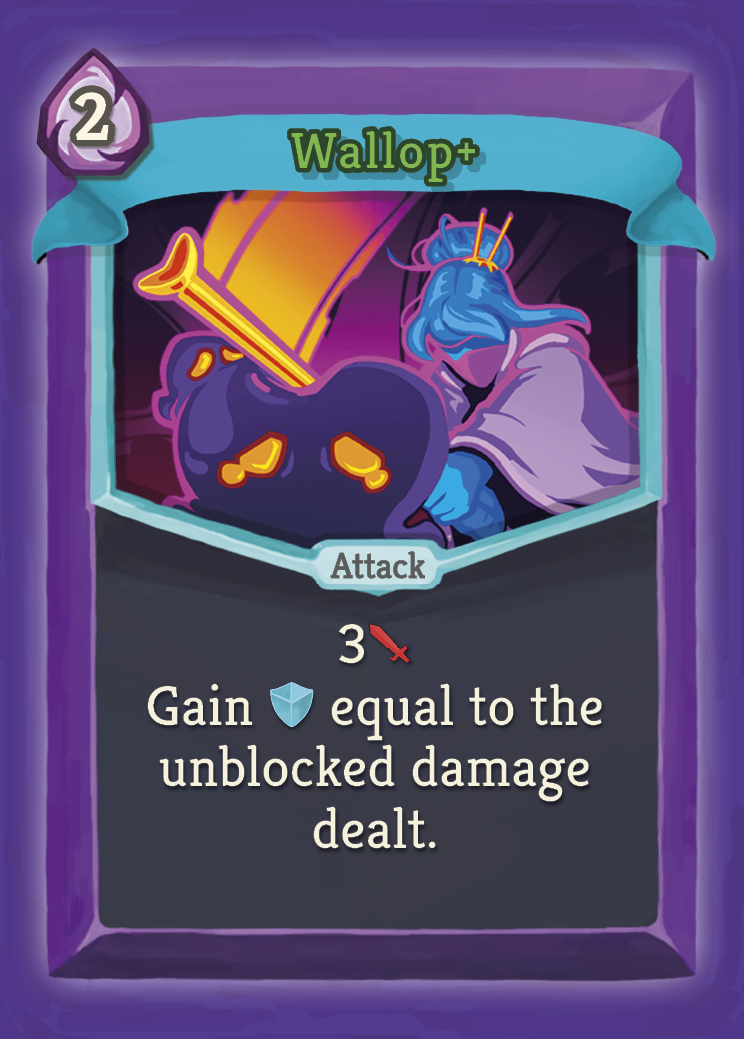 2
Wallop+
Attack
3
Gain equal to the
unblocked damage
dealt.